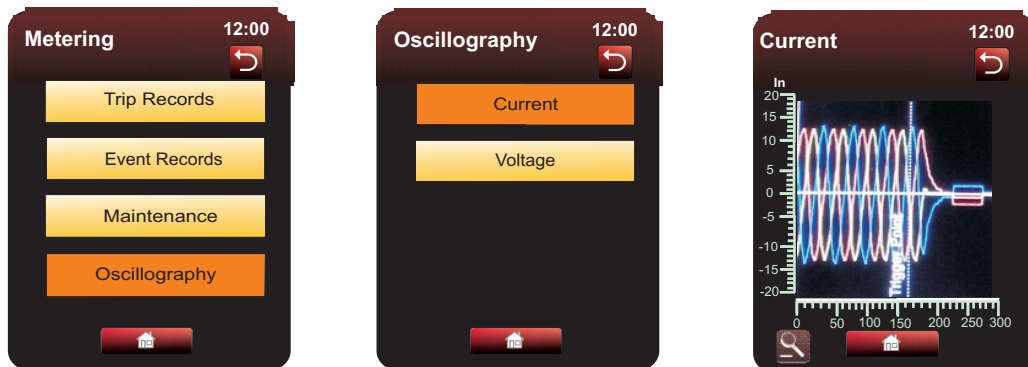 Metering
12:00
Trip Records
Event Records
Maintenance
Oscillography
Oscillography
12:00
Current
Voltage
Current
12:00
In
20
15
10
5
0
-5
-10
-15
-20
Trigger Point
0 50 100 150 200 250 300